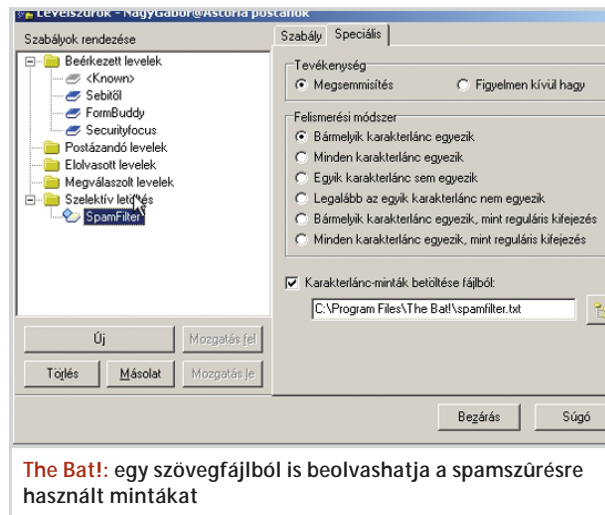 Levelszűrők - NagyGabor@Astoria postafiók
Szabályok rendezése
Szabály
Speciális
Beérkezett levelek
<Known>
Sebitől
FormBuddy
Securityfocus
Postázandó levelek
Elolvasott levelek
Megválaszolt levelek
Szelektív letöltés
SpamFilter
Új
Mozgatás fel
Törlés
Másolat
Mozgatás le
Tevékenység
Megsemmisítés
Figyelmen kívül hagy
Felismerési módszer
Bármelyik karakterlánc egyezik
Minden karakterlánc egyezik
Egyik karakterlánc sem egyezik
Legalább az egyik karakterlánc nem egyezik
Bármelyik karakterlánc egyezik, mint reguláris kifejezés
Minden karakterlánc egyezik, mint reguláris kifejezés
Karakterlánc-minták betöltése fájlból:
C:\Program Files\The Bat!\spamfilter.txt
Bezárás
Súgó
The Bat!: egy szövegfájlból is beolvashatja a spamszûrésre
használt mintákat